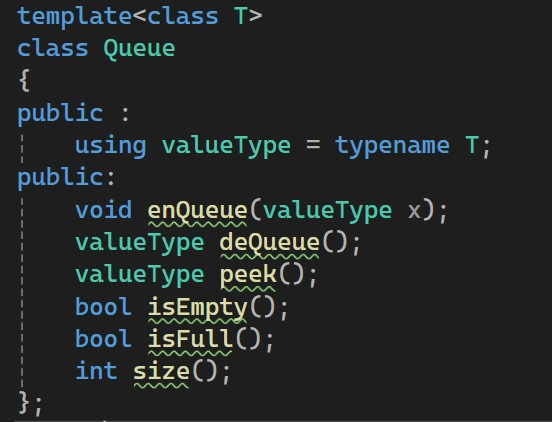 template<class T>
class Queue
{
public :
    using valueType = typename T;
public:
    void enQueue(valueType x);
    valueType deQueue();
    valueType peek();
    bool isEmpty();
    bool isFull();
    int size();
};